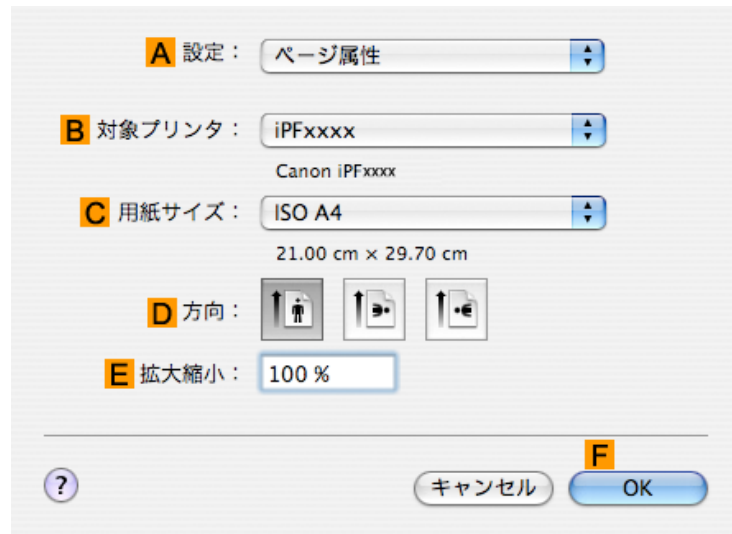 A 設定： ページ属性
B 対象プリンタ： iPFxxxx
Canon iPFxxxx
C 用紙サイズ： ISO A4
21.00 cm × 29.70 cm
D 方向：
E 拡大縮小： 100 %
F
? キャンセル OK